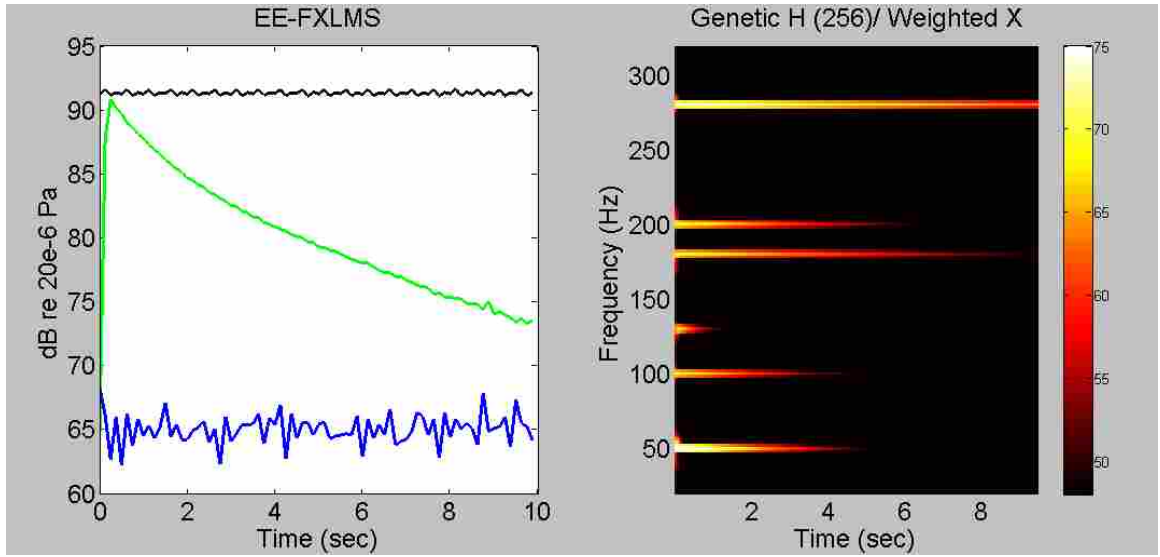 EE-FXLMS
95
90
85
80
75
70
65
60
dB re 20e-6 Pa
0 2 4 6 8 10
Time (sec)
Genetic H (256)/ Weighted X
300
250
200
150
100
50
Frequency (Hz)
2 4 6 8
Time (sec)
75
70
65
60
55
50